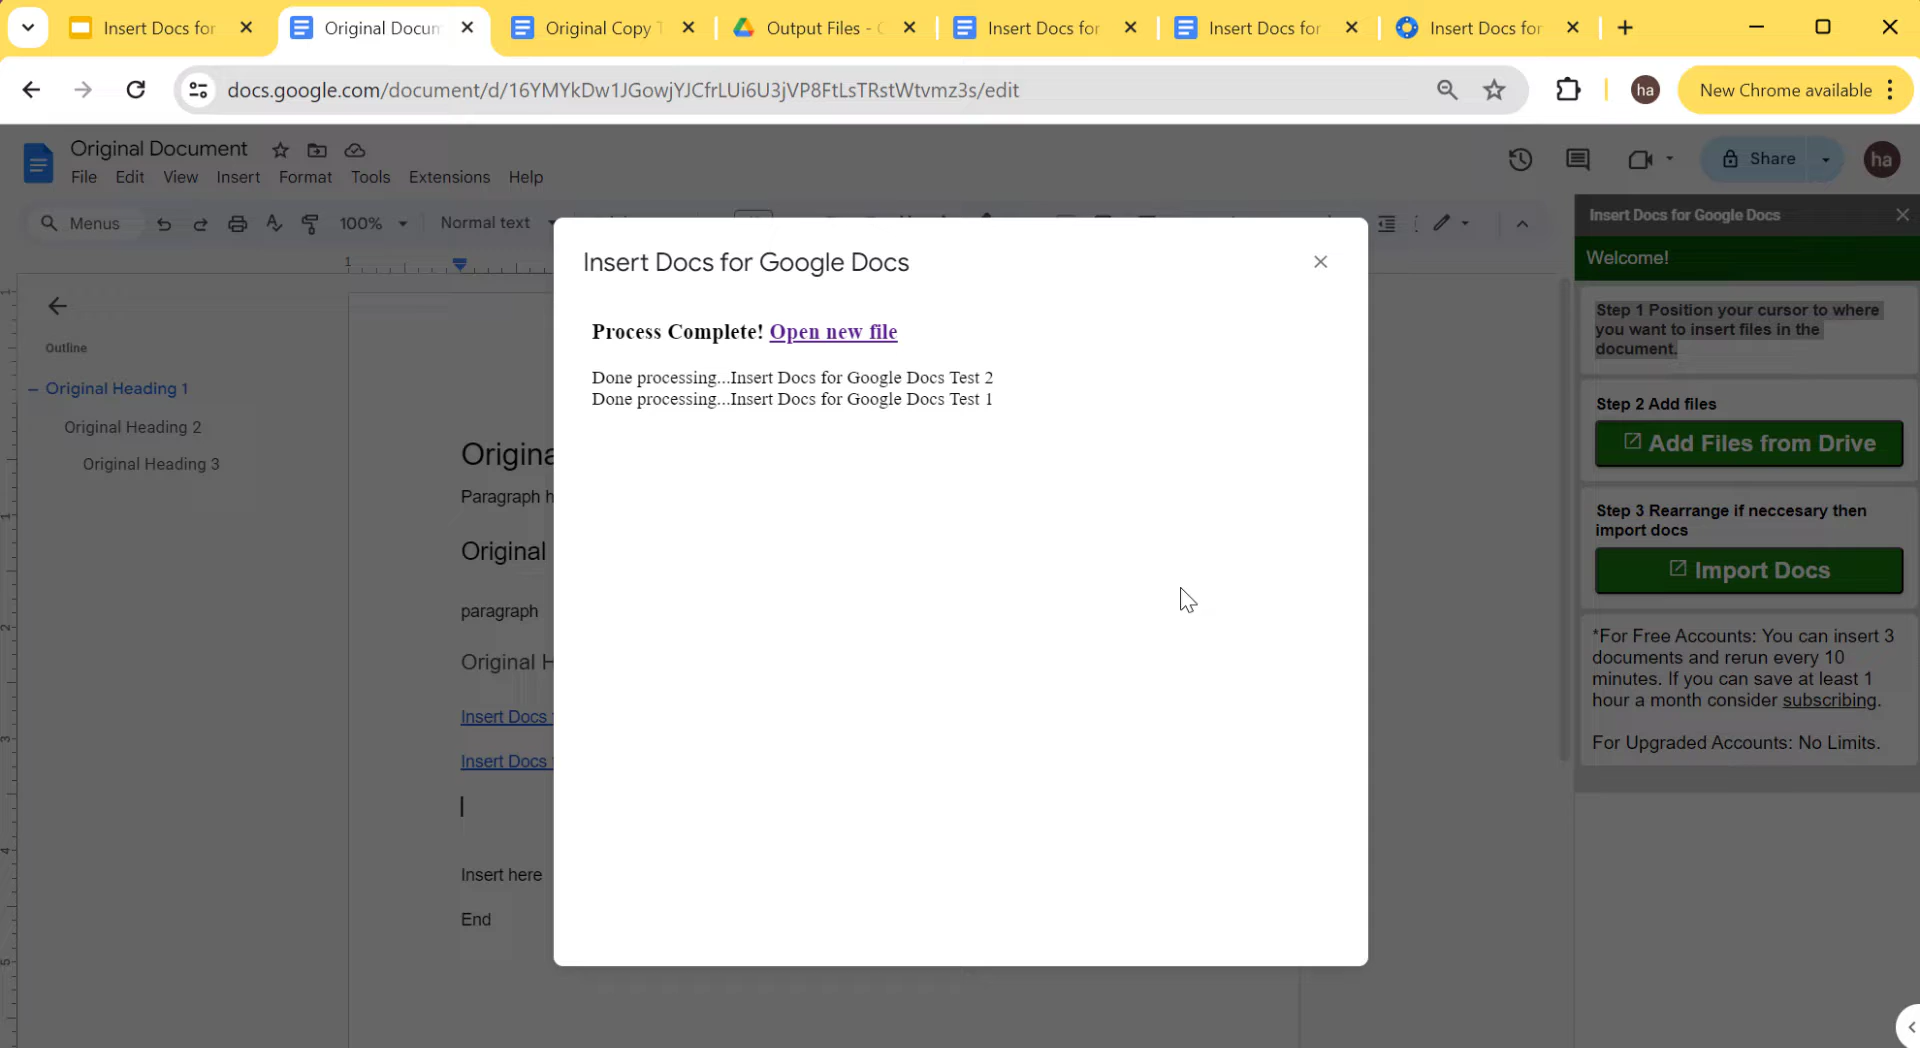 Insert Docs for
Original Docum
Original Copy T
Output Files - G
Insert Docs for
Insert Docs for
Insert Docs for
docs.google.com/document/d/16YMYkDw1JGowjYJCfrLUi6U3jVP8FtLsTRstWtvmz3s/edit
ha
New Chrome available
Original Document
File Edit View Insert Format Tools Extensions Help
Share
ha
Menus
100%
Normal text
1
Outline
Original Heading 1
Original Heading 2
Original Heading 3
Origina
Paragraph h
Original
paragraph
Original H
Insert Docs
Insert Docs
Insert here
End
Insert Docs for Google Docs
Process Complete! Open new file
Done processing...Insert Docs for Google Docs Test 2
Done processing...Insert Docs for Google Docs Test 1
Insert Docs for Google Docs
Welcome!
Step 1 Position your cursor to where
you want to insert files in the
document.
Step 2 Add files
Add Files from Drive
Step 3 Rearrange if neccesary then
import docs
Import Docs
*For Free Accounts: You can insert 3
documents and rerun every 10
minutes. If you can save at least 1
hour a month consider subscribing.
For Upgraded Accounts: No Limits.